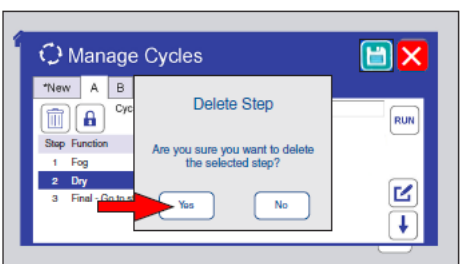 Manage Cycles
*New A B
Cyc
Delete Step
RUN
Step Function
Are you sure you want to delete
the selected step?
1 Fog
2 Dry
3 Final - Go to st
Yes No